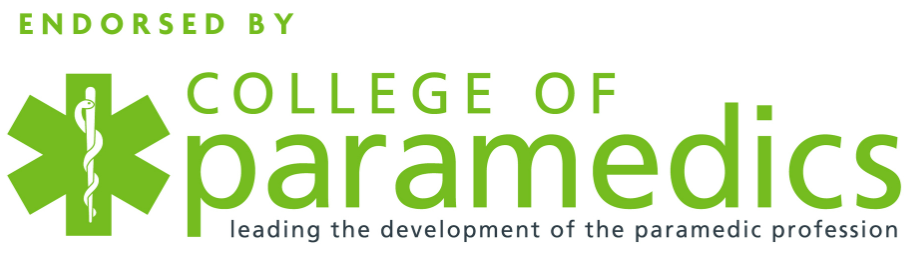 ENDORSED BY
COLLEGE OF
paramedics
leading the development of the paramedic profession